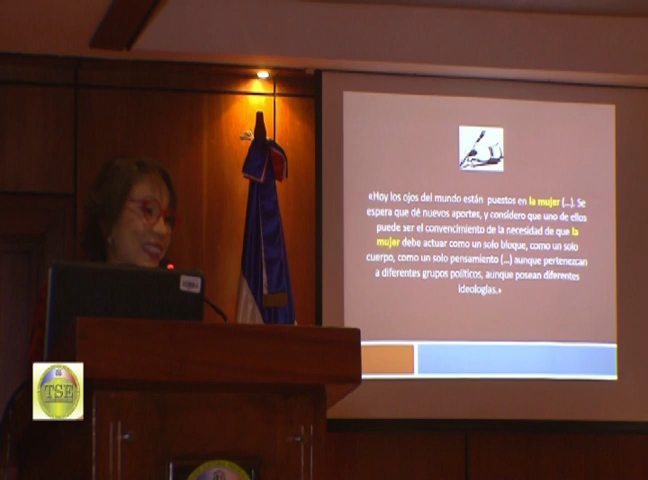 «Hoy los ojos del mundo están puestos en la mujer (...). Se
espera que dé nuevos aportes, y considero que uno de ellos
puede ser el convencimiento de la necesidad de que la
mujer debe actuar como un solo bloque, como un solo
cuerpo, como un solo pensamiento (...) aunque pertenezcan
a diferentes grupos políticos, aunque posean diferentes
ideologías.»
TSE